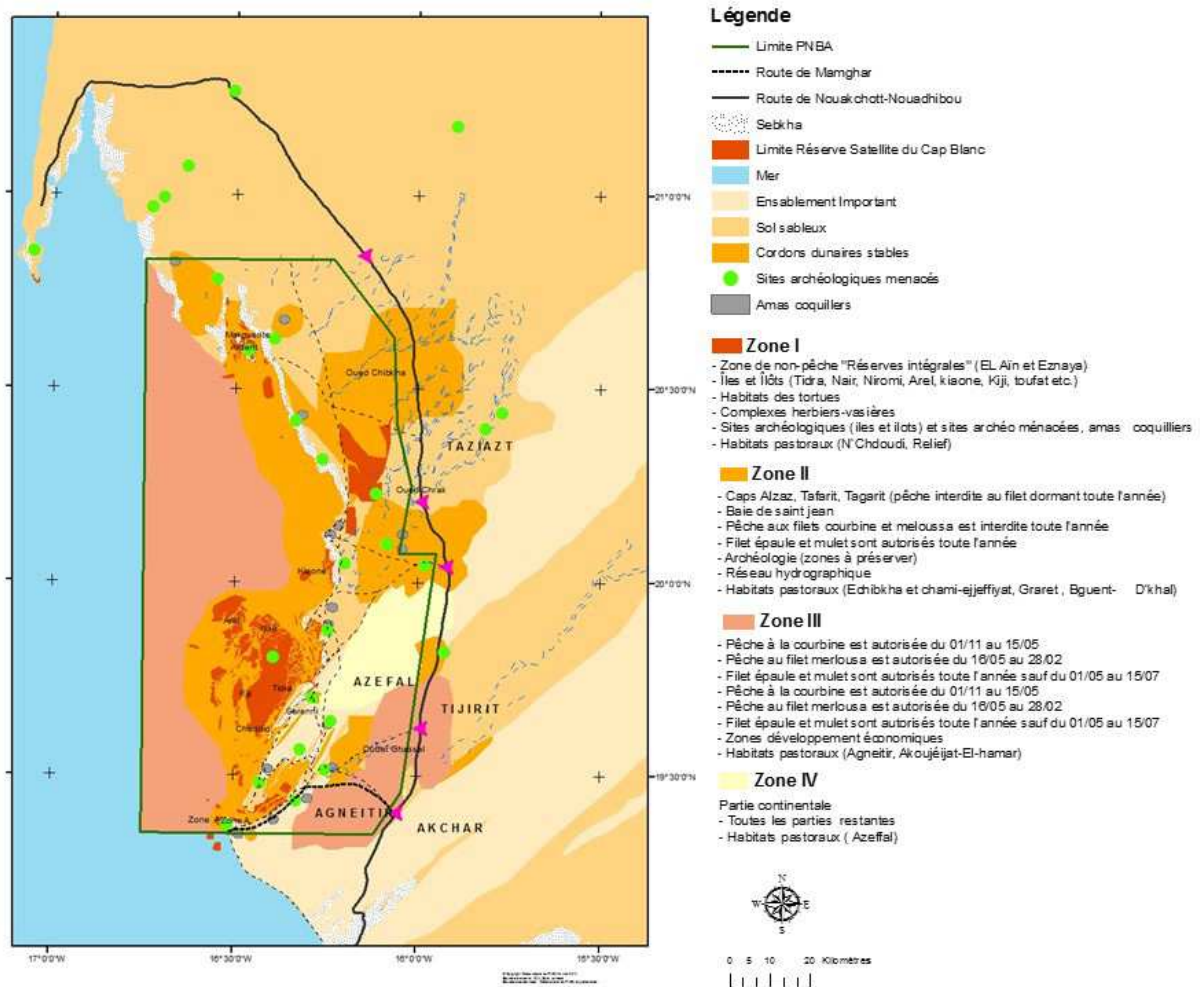 Légende
Limite PNBA
Route de Mamghar
Route de Nouakchott-Nouadhibou
Sebkha
Limite Réserve Satellite du Cap Blanc
Mer
Ensablement Important
Sol sableux
Cordons dunaires stables
Sites archéologiques menacés
Amas coquillers
Zone I
- Zone de non-pêche "Réserves intégrales" (EL Aïn et Eznaya)
- Îles et Îlôts (Tidra, Nair, Niromi, Arel, kiaone, Kiji, toufat etc.)
- Habitats des tortues
- Complexes herbiers-vasières
- Sites archéologiques (iles et ilots) et sites archéo ménacées, amas coquilliers
- Habitats pastoraux (N'Chdoudi, Relief)
Zone II
- Caps Alzaz, Tafarit, Tagarit (pêche interdite au filet dormant toute l'année)
- Baie de saint jean
- Pêche aux filets courbine et meloussa est interdite toute l'année
- Filet épaule et mulet sont autorisés toute l'année
- Archéologie (zones à préserver)
- Réseau hydrographique
- Habitats pastoraux (Echibkha et chami-ejjeffiyat, Graret , Bguent- D'khal)
Zone III
- Pêche à la courbine est autorisée du 01/11 au 15/05
- Pêche au filet merlousa est autorisée du 16/05 au 28/02
- Filet épaule et mulet sont autorisés toute l'année sauf du 01/05 au 15/07
- Pêche à la courbine est autorisée du 01/11 au 15/05
- Pêche au filet merlousa est autorisée du 16/05 au 28/02
- Filet épaule et mulet sont autorisés toute l'année sauf du 01/05 au 15/07
- Zones développement économiques
- Habitats pastoraux (Agneitir, Akoujéijat-El-hamar)
Zone IV
Partie continentale
- Toutes les parties restantes
- Habitats pastoraux ( Azeffal)
N
W E
S
0 5 10 20 Kilomètres
21°0'0"N
Oued Chibkha
20°30'0"N
TAZIAZT
Oued Chrak
20°0'0"N
AZEFAL
TIJIRIT
19°30'0"N
AGNEITIR
AKCHAR
17°0'0"W 16°30'0"W 16°0'0"W 15°30'0"W